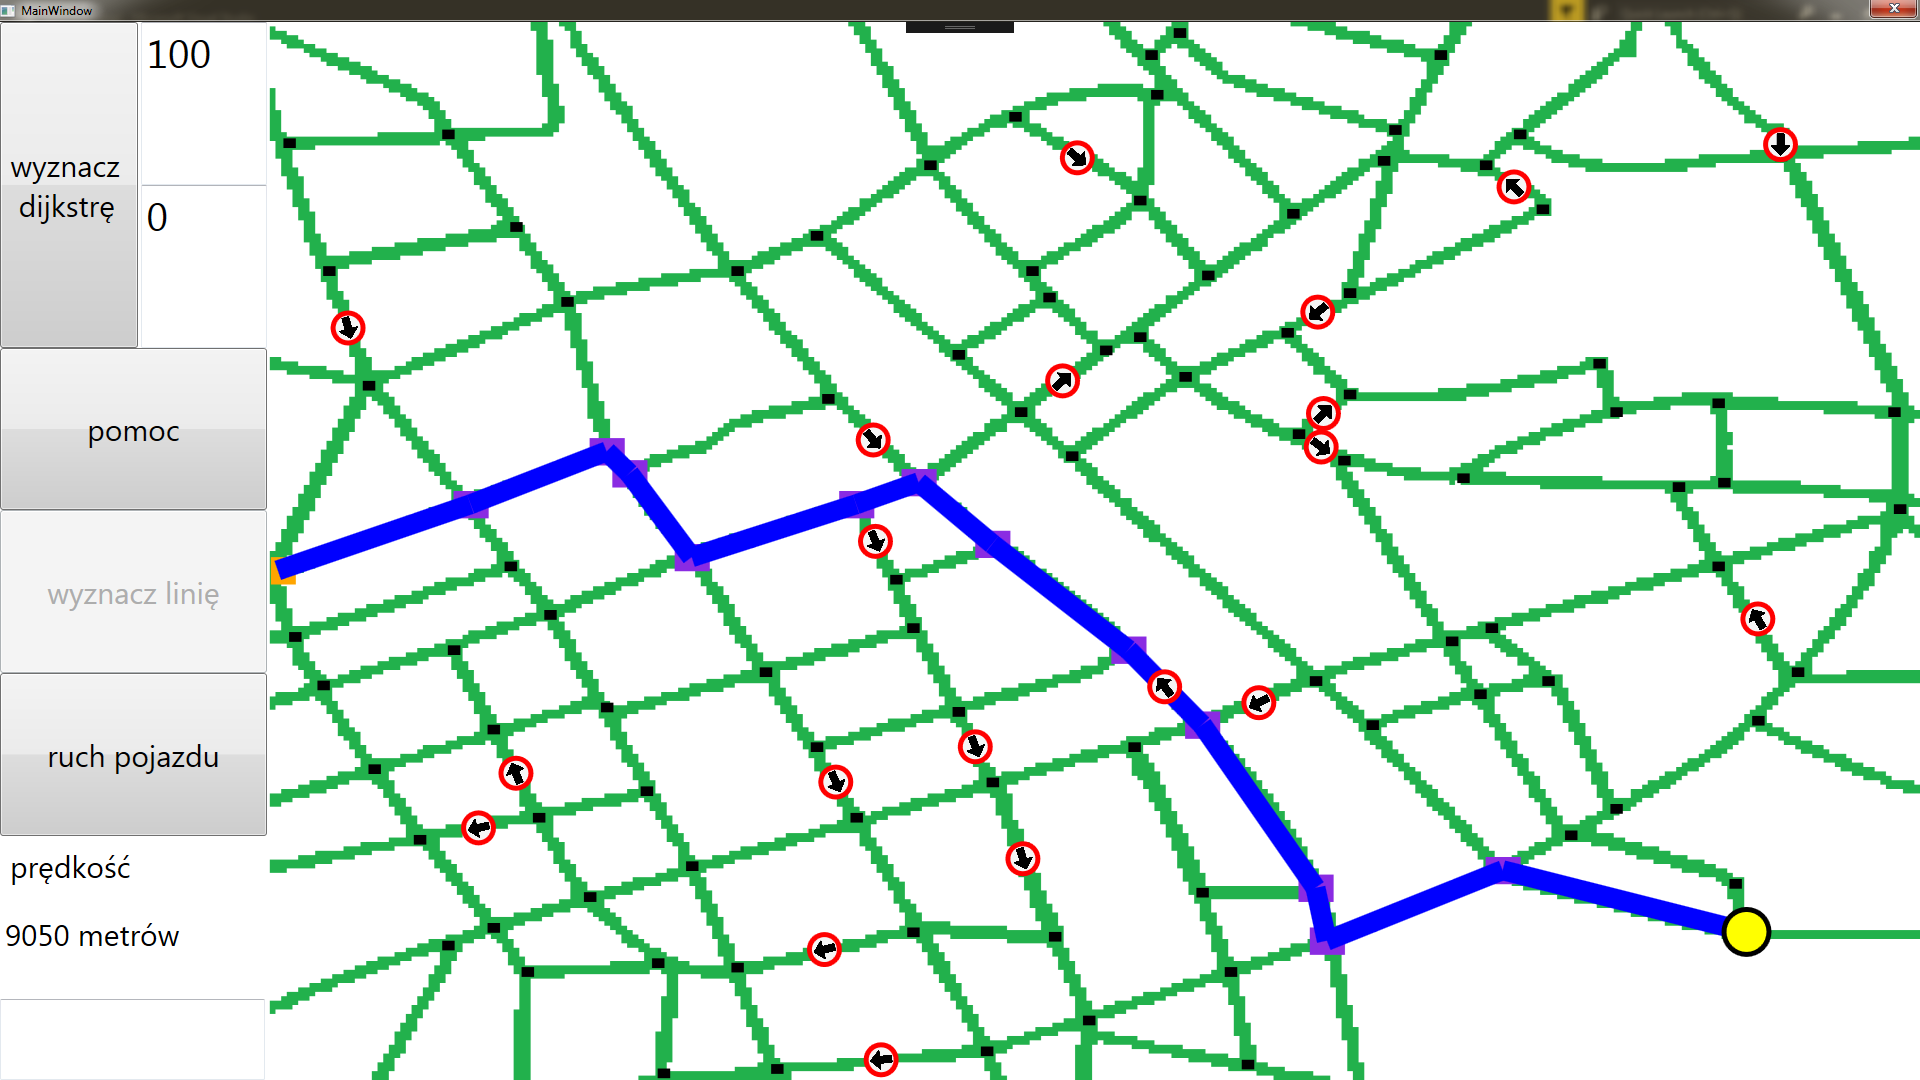 MainWindow
100
wyznacz
dijkstrę
0
pomoc
wyznacz linię
ruch pojazdu
prędkość
9050 metrów